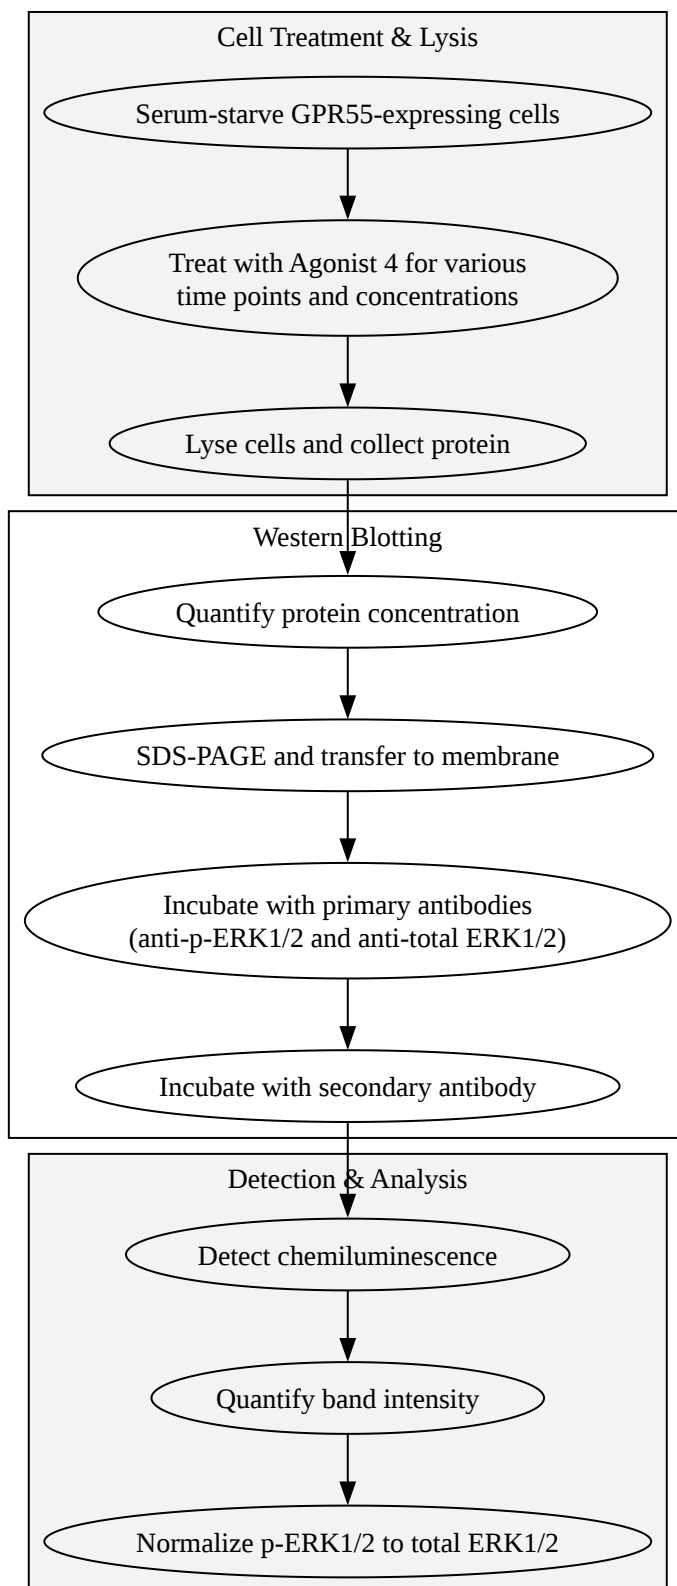 Cell Treatment & Lysis
Serum-starve GPR55-expressing cells
Treat with Agonist 4 for various
time points and concentrations
Lyse cells and collect protein
Western Blotting
Quantify protein concentration
SDS-PAGE and transfer to membrane
Incubate with primary antibodies
(anti-p-ERK1/2 and anti-total ERK1/2)
Incubate with secondary antibody
Detection & Analysis
Detect chemiluminescence
Quantify band intensity
Normalize p-ERK1/2 to total ERK1/2